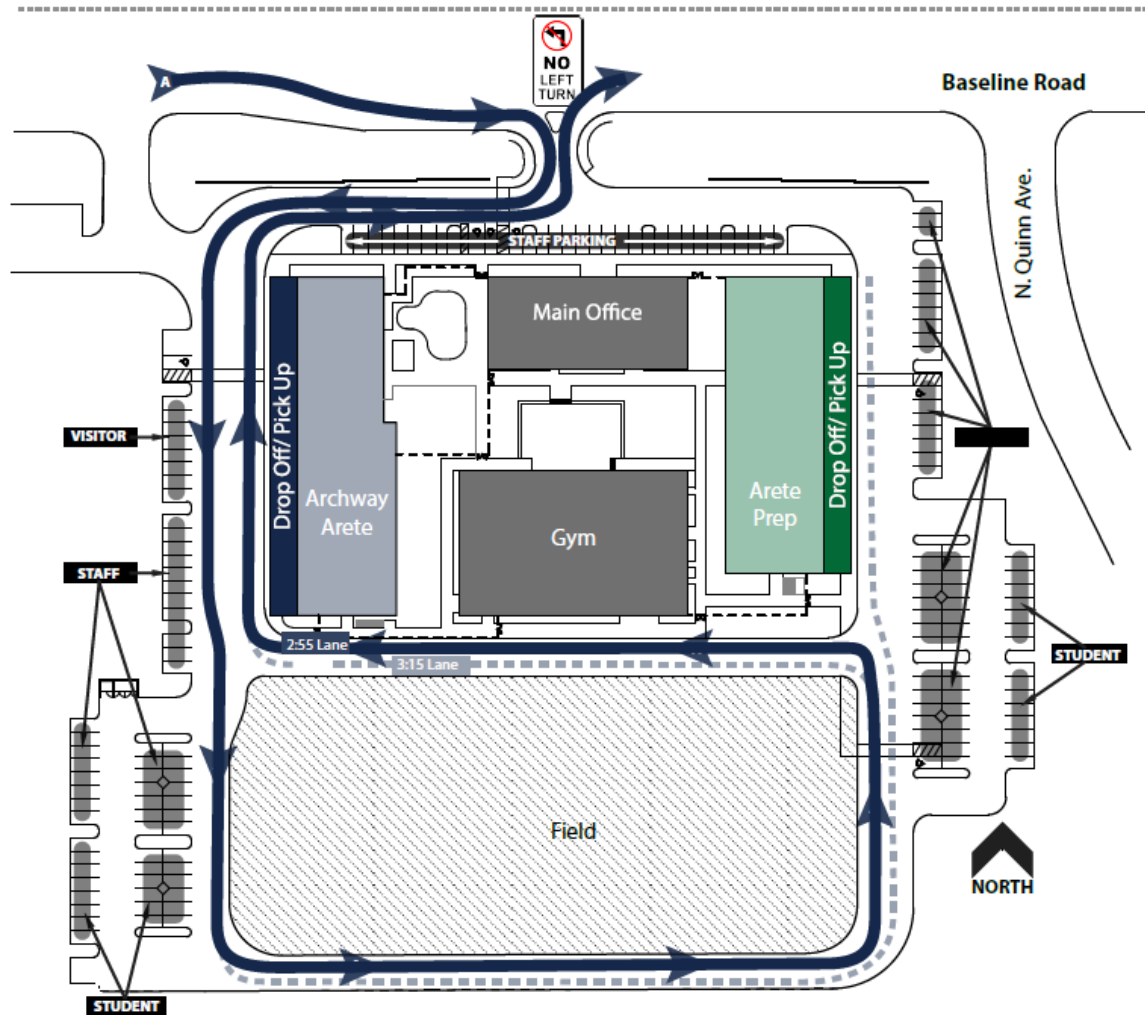 NO
LEFT
TURN
A
Baseline Road
N. Quinn Ave.
STAFF PARKING
Main Office
Drop Off/ Pick Up
Archway
Arete
Gym
Arete
Prep
Drop Off/ Pick Up
VISITOR
STAFF
2:55 Lane
3:15 Lane
STUDENT
Field
NORTH
STUDENT